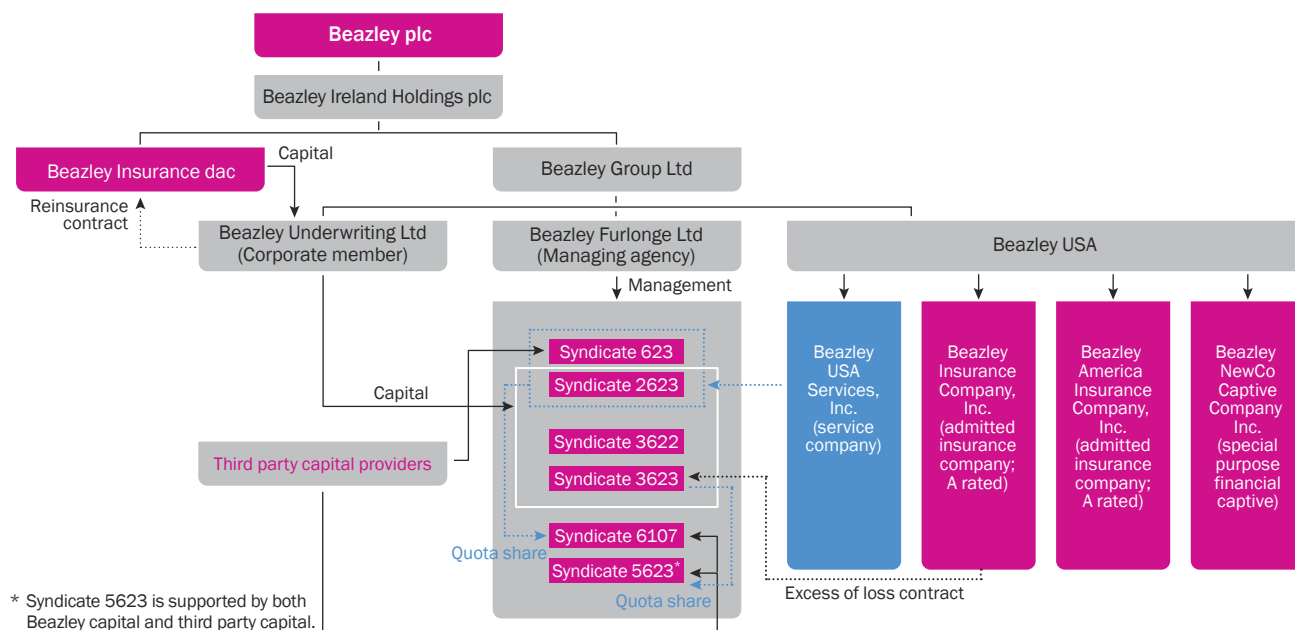 Beazley plc
Beazley Ireland Holdings plc
Capital
Beazley Insurance dac
Beazley Group Ltd
Reinsurance
contract
Beazley Underwriting Ltd
(Corporate member)
Beazley Furlonge Ltd
(Managing agency)
Beazley USA
Management
Syndicate 623
Syndicate 2623
Capital
Syndicate 3622
Third party capital providers
Syndicate 3623
Syndicate 6107
Quota share
Syndicate 5623*
Quota share
Beazley
USA
Services,
Inc.
(service
company)
Beazley
Insurance
Company,
Inc.
(admitted
insurance
company;
A rated)
Beazley
America
Insurance
Company,
Inc.
(admitted
insurance
company;
A rated)
Beazley
NewCo
Captive
Company
Inc.
(special
purpose
financial
captive)
Excess of loss contract
* Syndicate 5623 is supported by both
Beazley capital and third party capital.